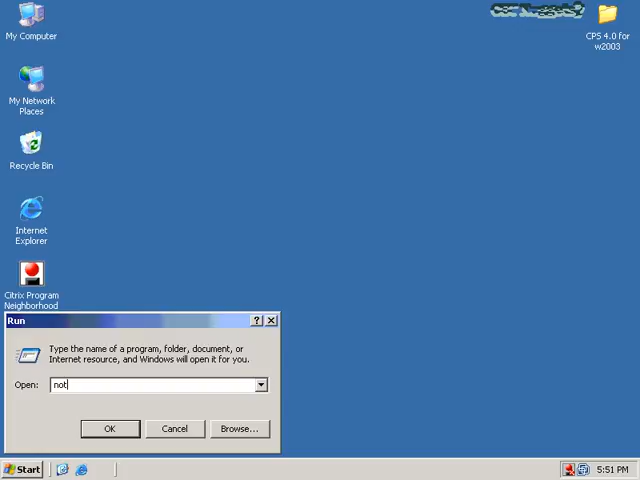 My Computer
CPS 4.0 for
w2003
My Network
Places
Recycle Bin
Internet
Explorer
Citrix Program
Neighborhood
Run
Type the name of a program, folder, document, or
Internet resource, and Windows will open it for you.
Open: not
OK Cancel Browse...
Start 5:51 PM